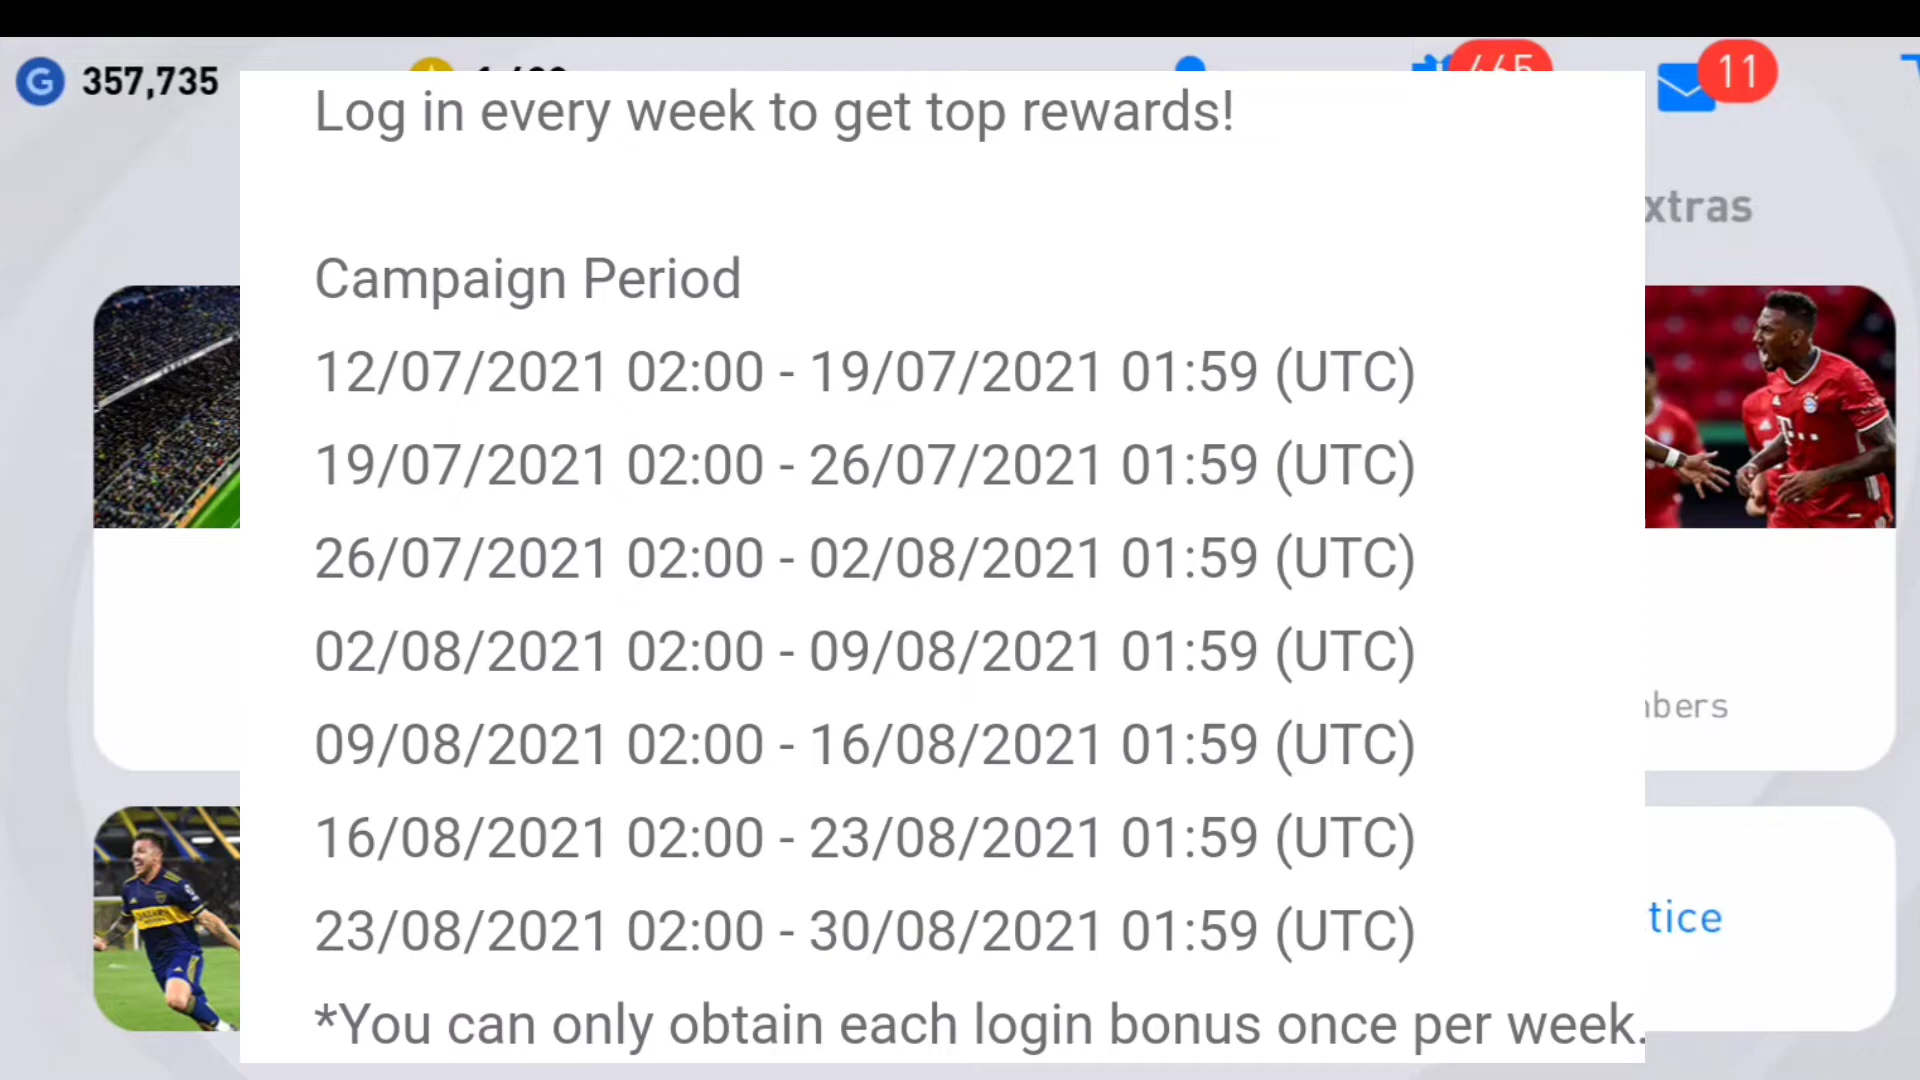 G 357,735
11
Log in every week to get top rewards!
Campaign Period
12/07/2021 02:00 - 19/07/2021 01:59 (UTC)
19/07/2021 02:00 - 26/07/2021 01:59 (UTC)
26/07/2021 02:00 - 02/08/2021 01:59 (UTC)
02/08/2021 02:00 - 09/08/2021 01:59 (UTC)
09/08/2021 02:00 - 16/08/2021 01:59 (UTC)
16/08/2021 02:00 - 23/08/2021 01:59 (UTC)
23/08/2021 02:00 - 30/08/2021 01:59 (UTC)
*You can only obtain each login bonus once per week.
xtras
nbers
tice